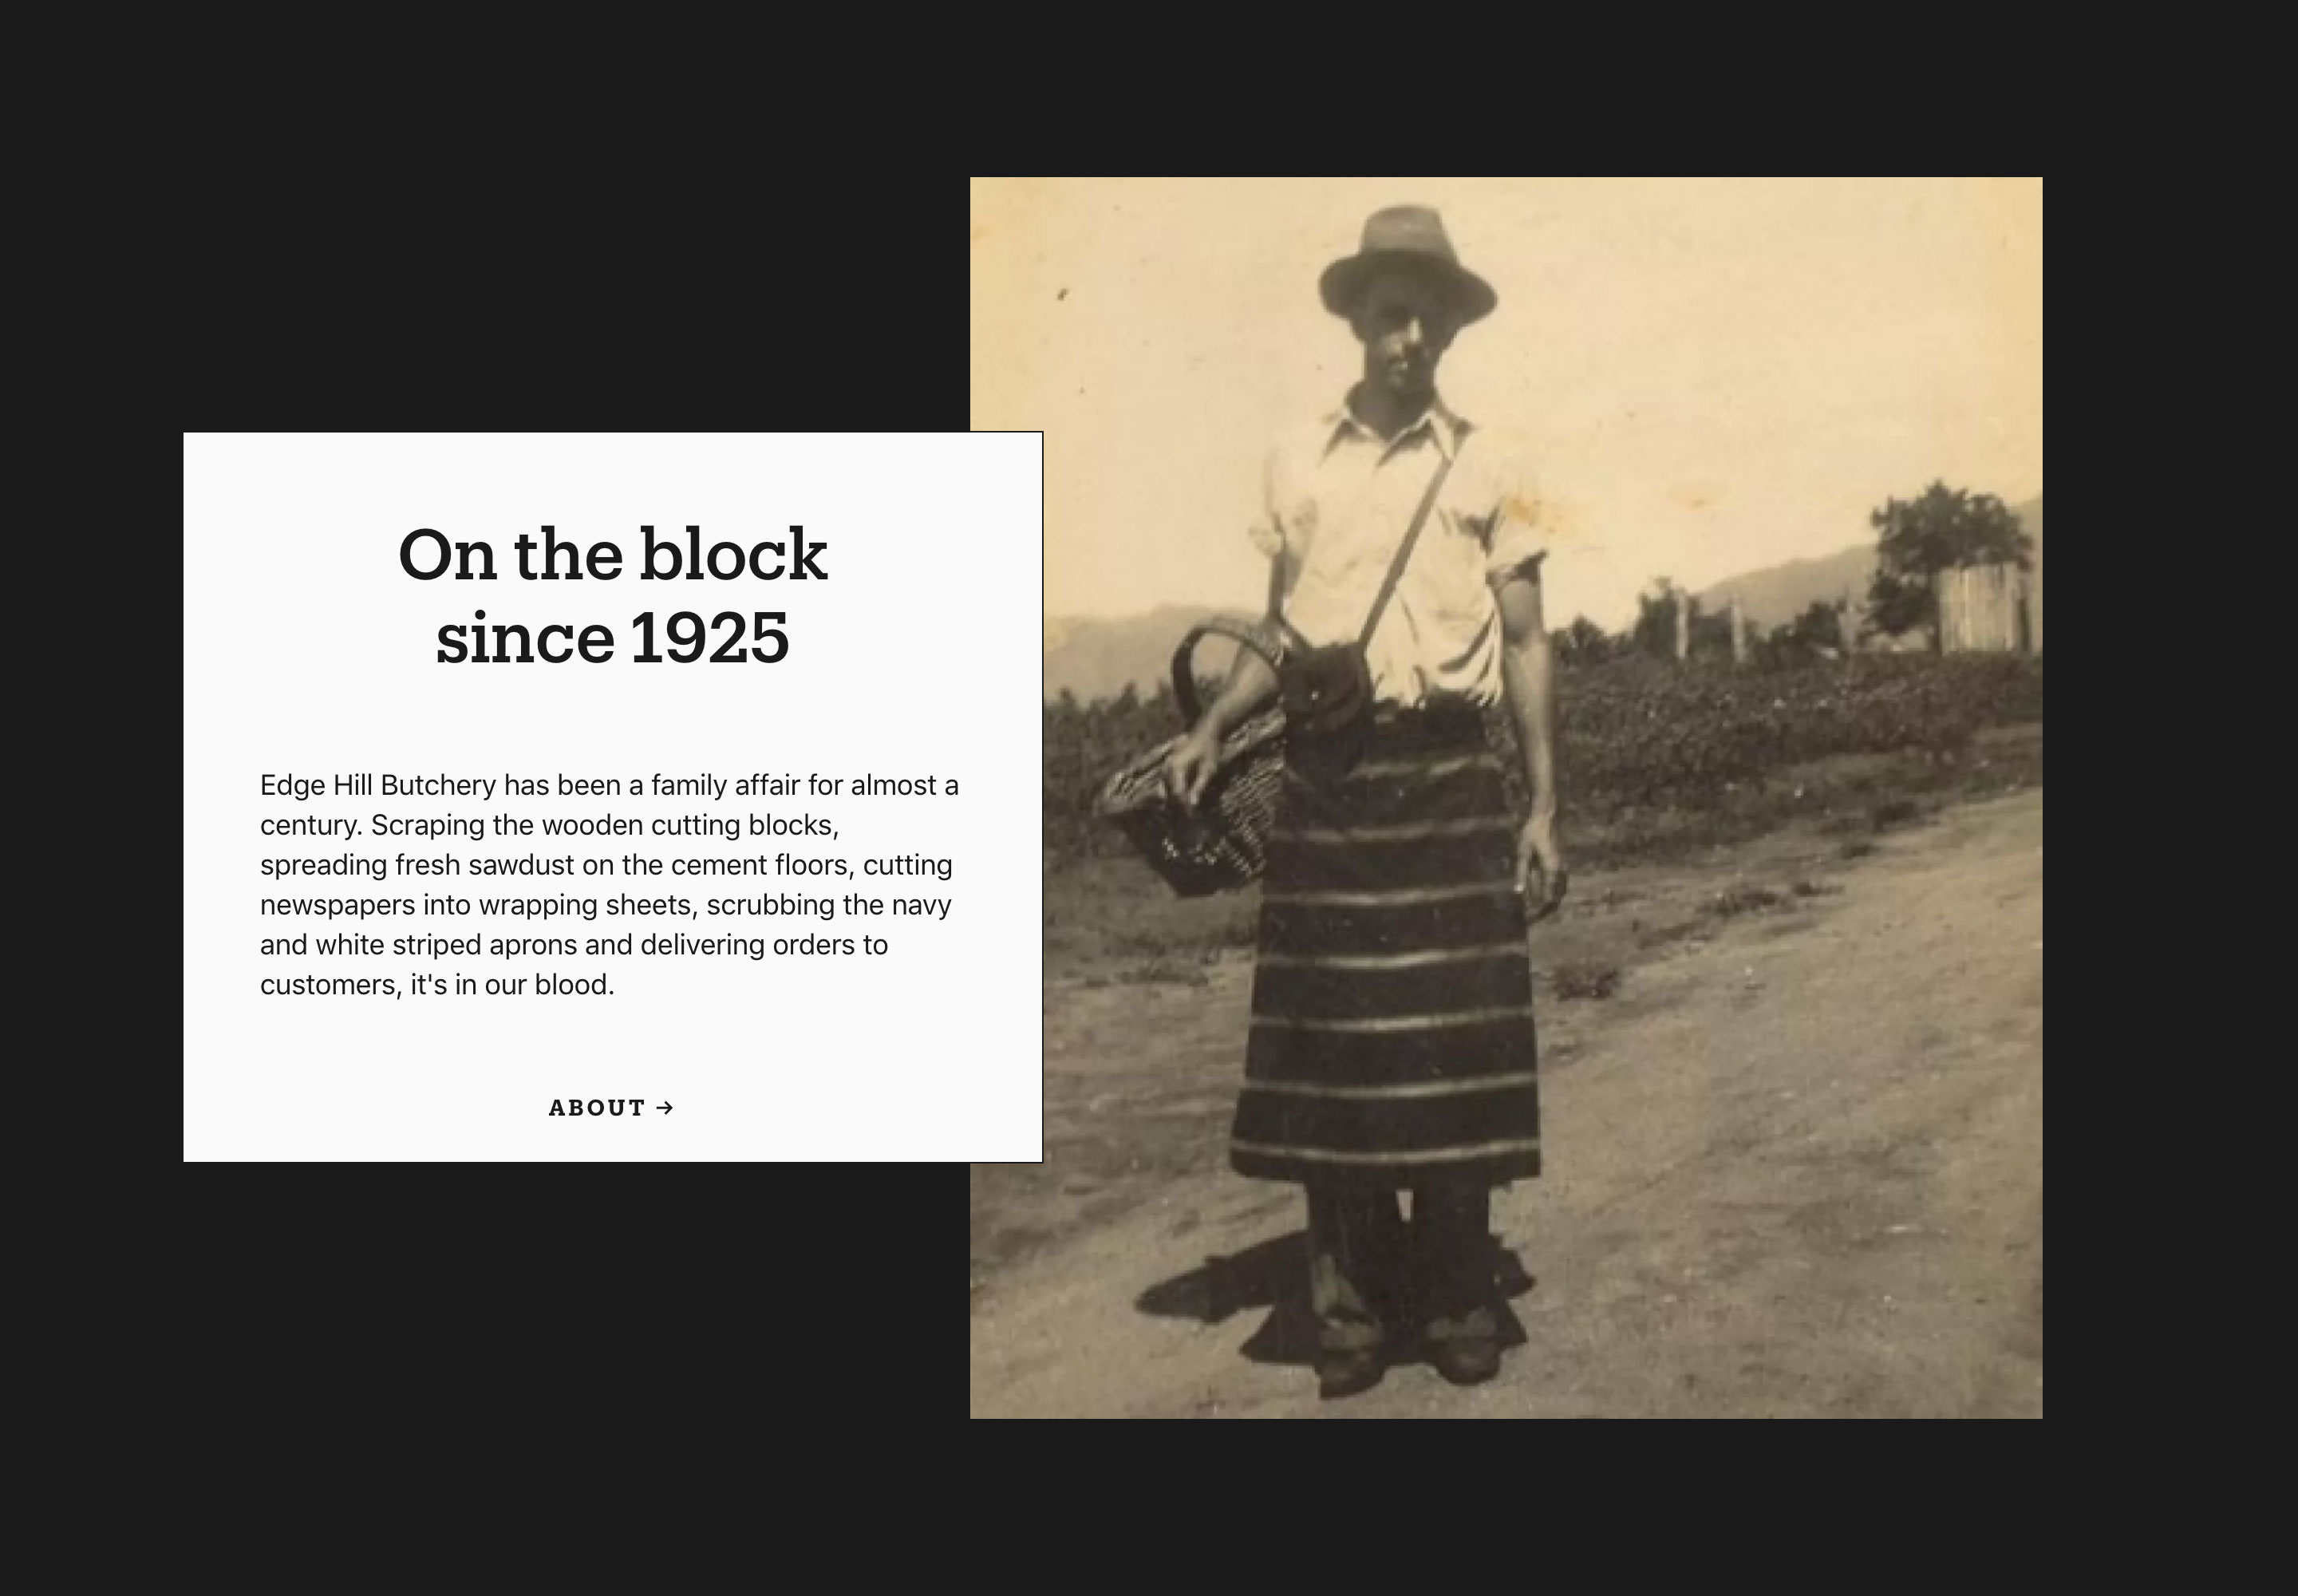 On the block
since 1925
Edge Hill Butchery has been a family affair for almost a
century. Scraping the wooden cutting blocks,
spreading fresh sawdust on the cement floors, cutting
newspapers into wrapping sheets, scrubbing the navy
and white striped aprons and delivering orders to
customers, it's in our blood.
ABOUT →